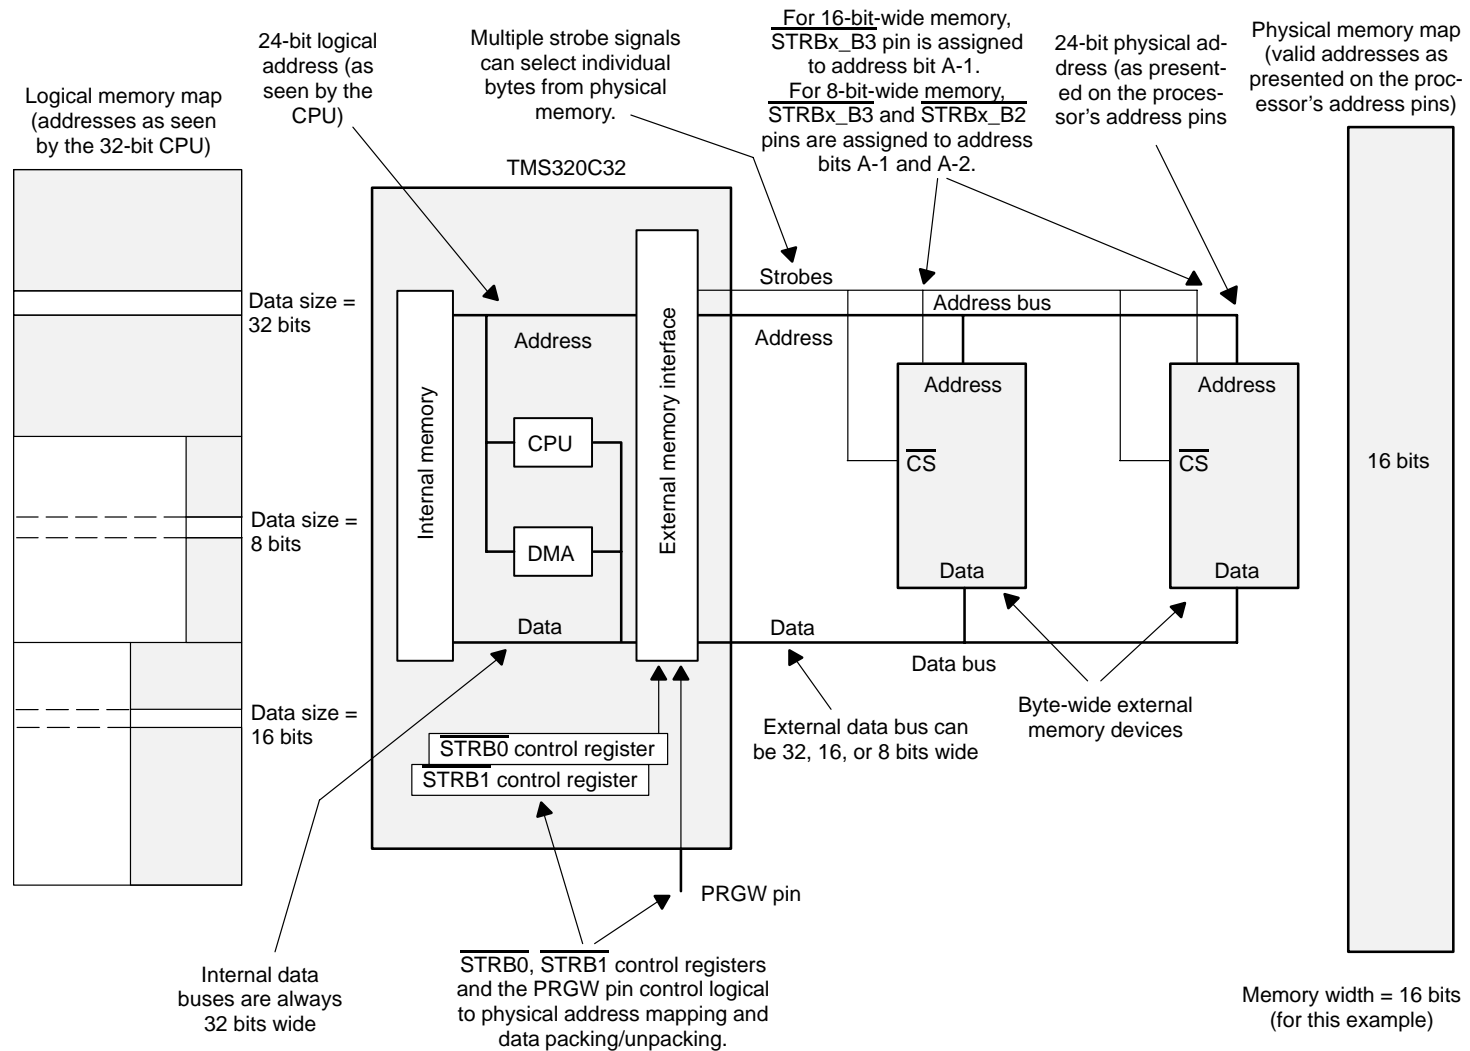 Logical memory map
(addresses as seen
by the 32-bit CPU)
24-bit logical
address (as
seen by the
CPU)
Multiple strobe signals
can select individual
bytes from physical
memory.
For 16-bit-wide memory,
STRBx_B3 pin is assigned
to address bit A-1.
For 8-bit-wide memory,
STRBx_B3 and STRBx_B2
pins are assigned to address
bits A-1 and A-2.
24-bit physical ad-
dress (as present-
ed on the proces-
sor's address pins
Physical memory map
(valid addresses as
presented on the proc-
essor's address pins)
TMS320C32
Data size =
32 bits
Data size =
8 bits
Data size =
16 bits
Internal memory
Address
CPU
DMA
Data
External memory interface
STRB0 control register
STRB1 control register
Strobes
Address bus
Address
Address
CS
Data
Address
CS
Data
Data
Data bus
16 bits
External data bus can
be 32, 16, or 8 bits wide
Byte-wide external
memory devices
PRGW pin
Internal data
buses are always
32 bits wide
STRB0, STRB1 control registers
and the PRGW pin control logical
to physical address mapping and
data packing/unpacking.
Memory width = 16 bits
(for this example)